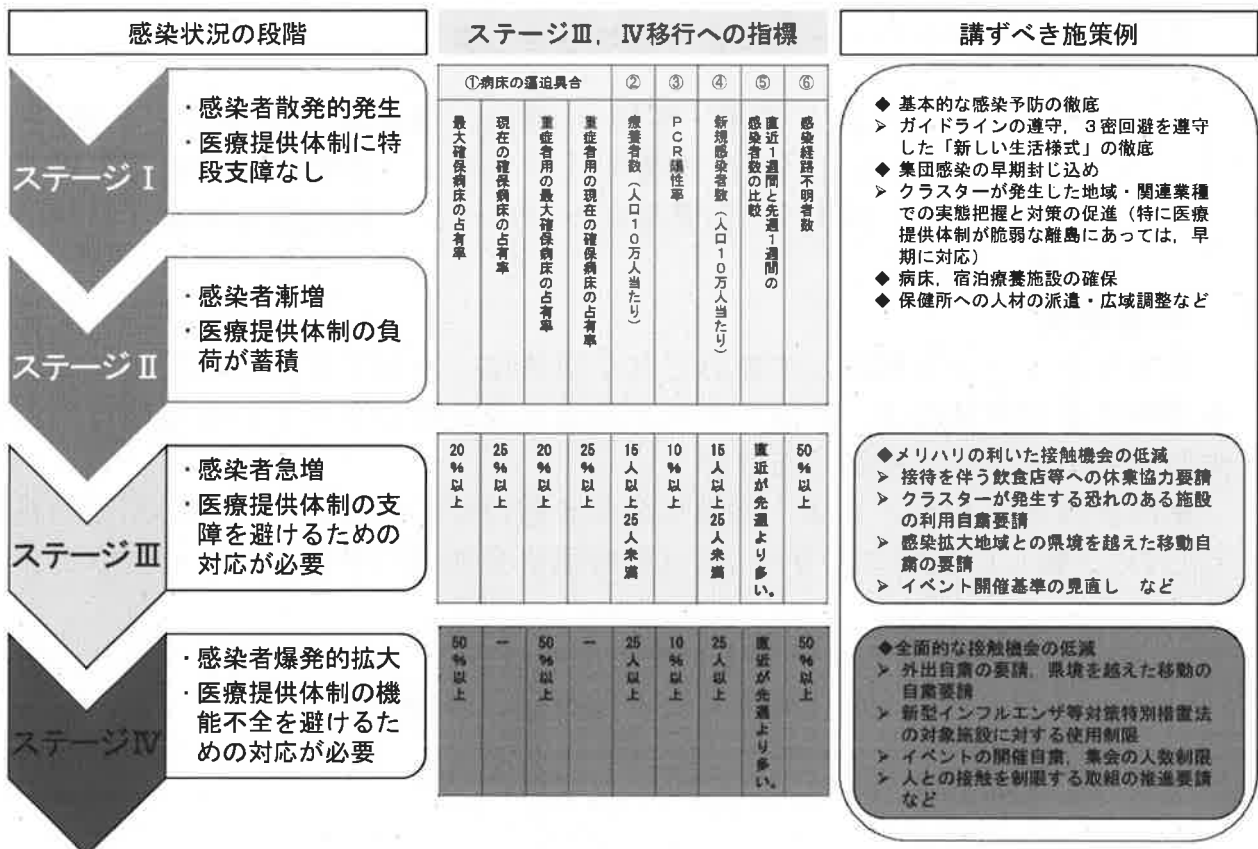 感染状況の段階
ステージⅢ，Ⅳ移行への指標
講ずべき施策例
ステージⅠ
・感染者散発的発生
・医療提供体制に特
段支障なし
ステージⅡ
・感染者漸増
・医療提供体制の負
荷が蓄積
ステージⅢ
・感染者急増
・医療提供体制の支
障を避けるための
対応が必要
ステージⅣ
・感染者爆発的拡大
・医療提供体制の機
能不全を避けるた
めの対応が必要
①病床の逼迫具合
②
③
④
⑤
⑥
最大確保病床の占有率
現在の確保病床の占有率
重症者用の最大確保病床の占有率
重症者用の現在の確保病床の占有率
療養者数（人口１０万人当たり）
ＰＣＲ陽性率
新規感染者数（人口１０万人当たり）
直近１週間と先週１週間の
感染者数の比較
感染経路不明者数
20％以上
25％以上
20％以上
25％以上
15人以上25人未満
10％以上
15人以上25人未満
直近が先週より多い。
50％以上
50％以上
ー
50％以上
ー
25人以上
10％以上
25人以上
直近が先週より多い。
50％以上
◆ 基本的な感染予防の徹底
➢ ガイドラインの遵守，３密回避を遵守
した「新しい生活様式」の徹底
◆ 集団感染の早期封じ込め
➢ クラスターが発生した地域・関連業種
での実態把握と対策の促進（特に医療
提供体制が脆弱な離島にあっては，早
期に対応）
◆ 病床，宿泊療養施設の確保
◆ 保健所への人材の派遣・広域調整など
◆メリハリの利いた接触機会の低減
➢ 接待を伴う飲食店等への休業協力要請
➢ クラスターが発生する恐れのある施設
の利用自粛要請
➢ 感染拡大地域との県境を越えた移動自
粛の要請
➢ イベント開催基準の見直し　など
◆全面的な接触機会の低減
➢ 外出自粛の要請，県境を越えた移動の
自粛要請
➢ 新型インフルエンザ等対策特別措置法
の対象施設に対する使用制限
➢ イベントの開催自粛，集会の人数制限
➢ 人との接触を制限する取組の推進要請
など